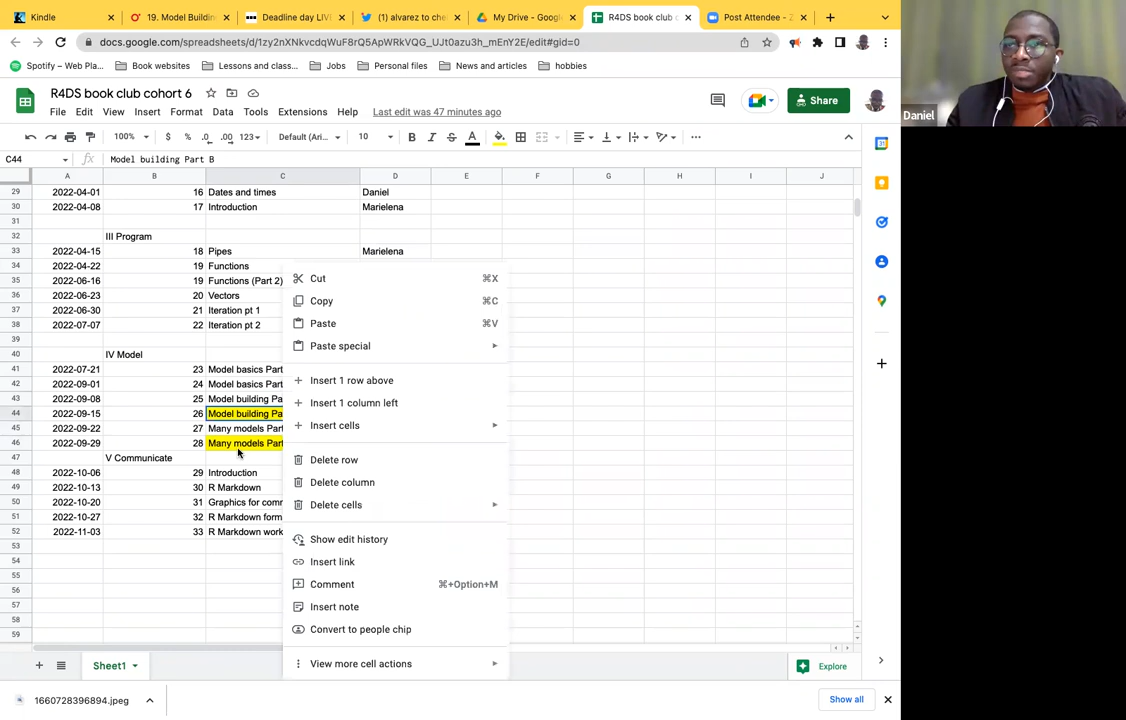 Kindle
19. Model Buildin
Deadline day LIV
(1) alvarez to che
My Drive - Google
R4DS book club c
Post Attendee - Z
docs.google.com/spreadsheets/d/1zy2nXNkvcdqWuF8rQ5ApWRkVQG_UJt0azu3h_mEnY2E/edit#gid=0
Spotify – Web Pla...
Book websites
Lessons and class...
Jobs
Personal files
News and articles
hobbies
R4DS book club cohort 6
File Edit View Insert Format Data Tools Extensions Help Last edit was 47 minutes ago
Share
100% $ % .0 .00 123 Default (Ari... 10 B I S A
C44 fx Model building Part B
A B C D E F G H I J
29 2022-04-01 16 Dates and times Daniel
30 2022-04-08 17 Introduction Marielena
31
32 III Program
33 2022-04-15 18 Pipes Marielena
34 2022-04-22 19 Functions
35 2022-06-16 19 Functions (Part 2)
36 2022-06-23 20 Vectors
37 2022-06-30 21 Iteration pt 1
38 2022-07-07 22 Iteration pt 2
39
40 IV Model
41 2022-07-21 23 Model basics Part
42 2022-09-01 24 Model basics Part
43 2022-09-08 25 Model building Pa
44 2022-09-15 26 Model building Pa
45 2022-09-22 27 Many models Part
46 2022-09-29 28 Many models Part
47 V Communicate
48 2022-10-06 29 Introduction
49 2022-10-13 30 R Markdown
50 2022-10-20 31 Graphics for comm
51 2022-10-27 32 R Markdown form
52 2022-11-03 33 R Markdown work
53
54
55
56
57
58
59
Cut ⌘X
Copy ⌘C
Paste ⌘V
Paste special
Insert 1 row above
Insert 1 column left
Insert cells
Delete row
Delete column
Delete cells
Show edit history
Insert link
Comment ⌘+Option+M
Insert note
Convert to people chip
View more cell actions
Sheet1
Explore
1660728396894.jpeg
Show all
Daniel